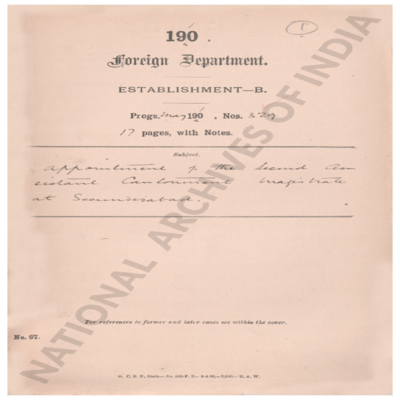 190
1
Foreign Department.
ESTABLISHMENT—B.
Progs. May 190 , Nos.
17 pages, with Notes.
Subject.
Appointment of the Second As
sistant Cantonment Magistrate
at Secunderabad.
For references to former and later cases see within the cover.
No. 67.
NATIONAL ARCHIVES OF INDIA